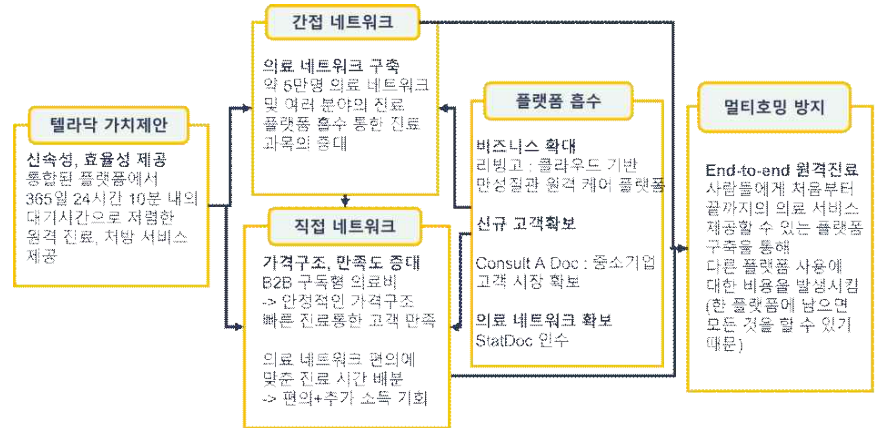 텔라닥 가치제안
신속성, 효율성 제공
통합된 플랫폼에서
365일 24시간 10분 내의
대기시간으로 저렴한
원격 진료, 처방 서비스
제공
간접 네트워크
의료 네트워크 구축
약 5만명 의료 네트워크
및 여러 분야의 진료
플랫폼 흡수 통한 진료
과목의 증대
직접 네트워크
가격구조, 만족도 증대
B2B 구독형 의료비
-> 안정적인 가격구조
빠른 진료통한 고객 만족
의료 네트워크 편의에
맞춘 진료 시간 배분
-> 편의+추가 소득 기회
플랫폼 흡수
비즈니스 확대
리빙고 : 클라우드 기반
만성질관 원격 케어 플랫폼
신규 고객확보
Consult A Doc : 중소기업
고객 시장 확보
의료 네트워크 확보
StatDoc 인수
멀티호밍 방지
End-to-end 원격진료
사람들에게 처음부터
끝까지의 의료 서비스
제공할 수 있는 플랫폼
구축을 통해
다른 플랫폼 사용에
대한 비용을 발생시킴
(한 플랫폼에 남으면
모든 것을 할 수 있기
때문)